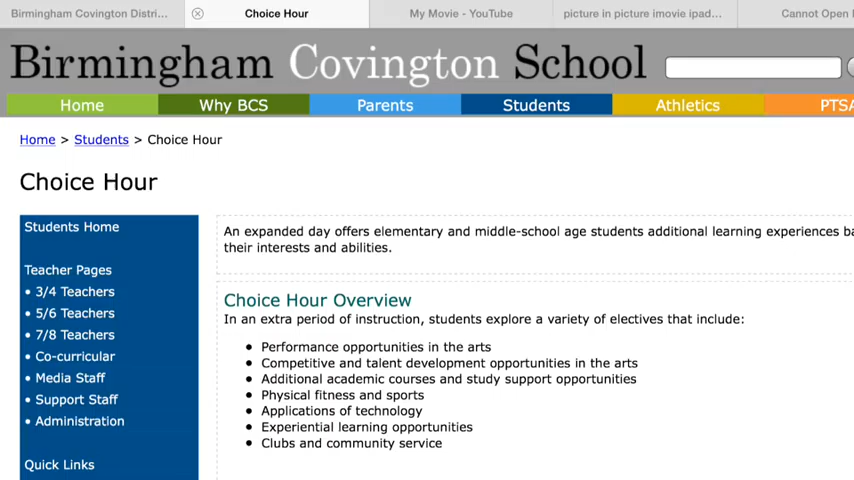 Birmingham Covington Distri... Choice Hour My Movie - YouTube picture in picture imovie ipad... Cannot Open
Birmingham Covington School
Home Why BCS Parents Students Athletics PTSA
Home > Students > Choice Hour
Choice Hour
Students Home
Teacher Pages
• 3/4 Teachers
• 5/6 Teachers
• 7/8 Teachers
• Co-curricular
• Media Staff
• Support Staff
• Administration
Quick Links
An expanded day offers elementary and middle-school age students additional learning experiences ba
their interests and abilities.
Choice Hour Overview
In an extra period of instruction, students explore a variety of electives that include:
• Performance opportunities in the arts
• Competitive and talent development opportunities in the arts
• Additional academic courses and study support opportunities
• Physical fitness and sports
• Applications of technology
• Experiential learning opportunities
• Clubs and community service